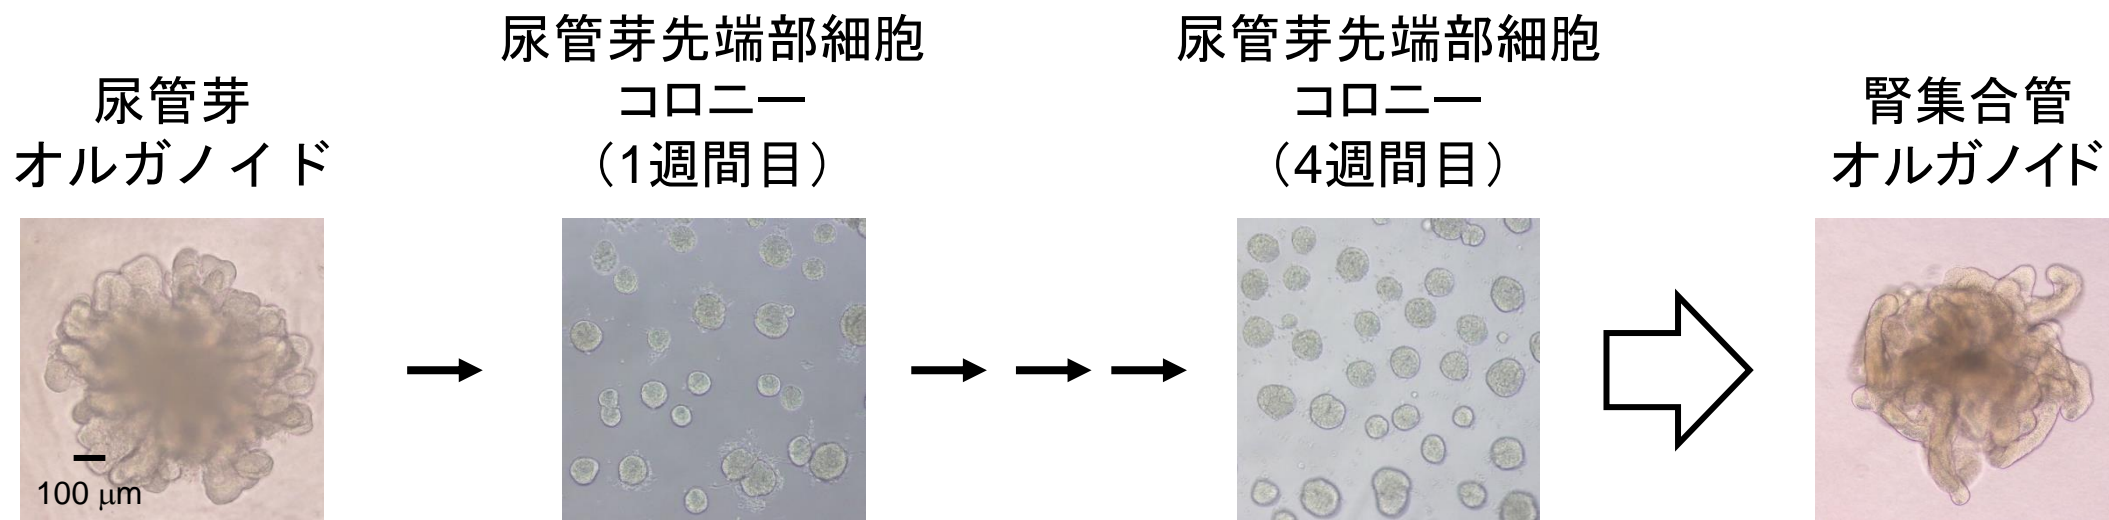 尿管芽
オルガノイド
尿管芽先端部細胞
コロニー
（1週間目）
尿管芽先端部細胞
コロニー
（4週間目）
腎集合管
オルガノイド
100 μm